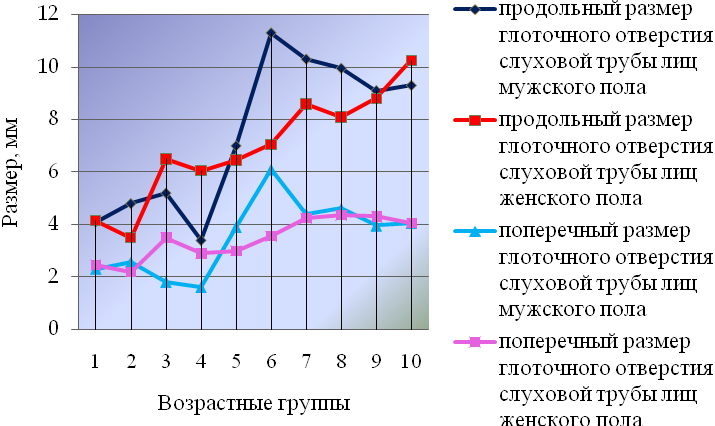 12
10
8
6
4
2
0
Размер, мм
1 2 3 4 5 6 7 8 9 10
Возрастные группы
продольный размер
глоточного отверстия
слуховой трубы лиц
мужского пола
продольный размер
глоточного отверстия
слуховой трубы лиц
женского пола
поперечный размер
глоточного отверстия
слуховой трубы лиц
мужского пола
поперечный размер
глоточного отверстия
слуховой трубы лиц
женского пола